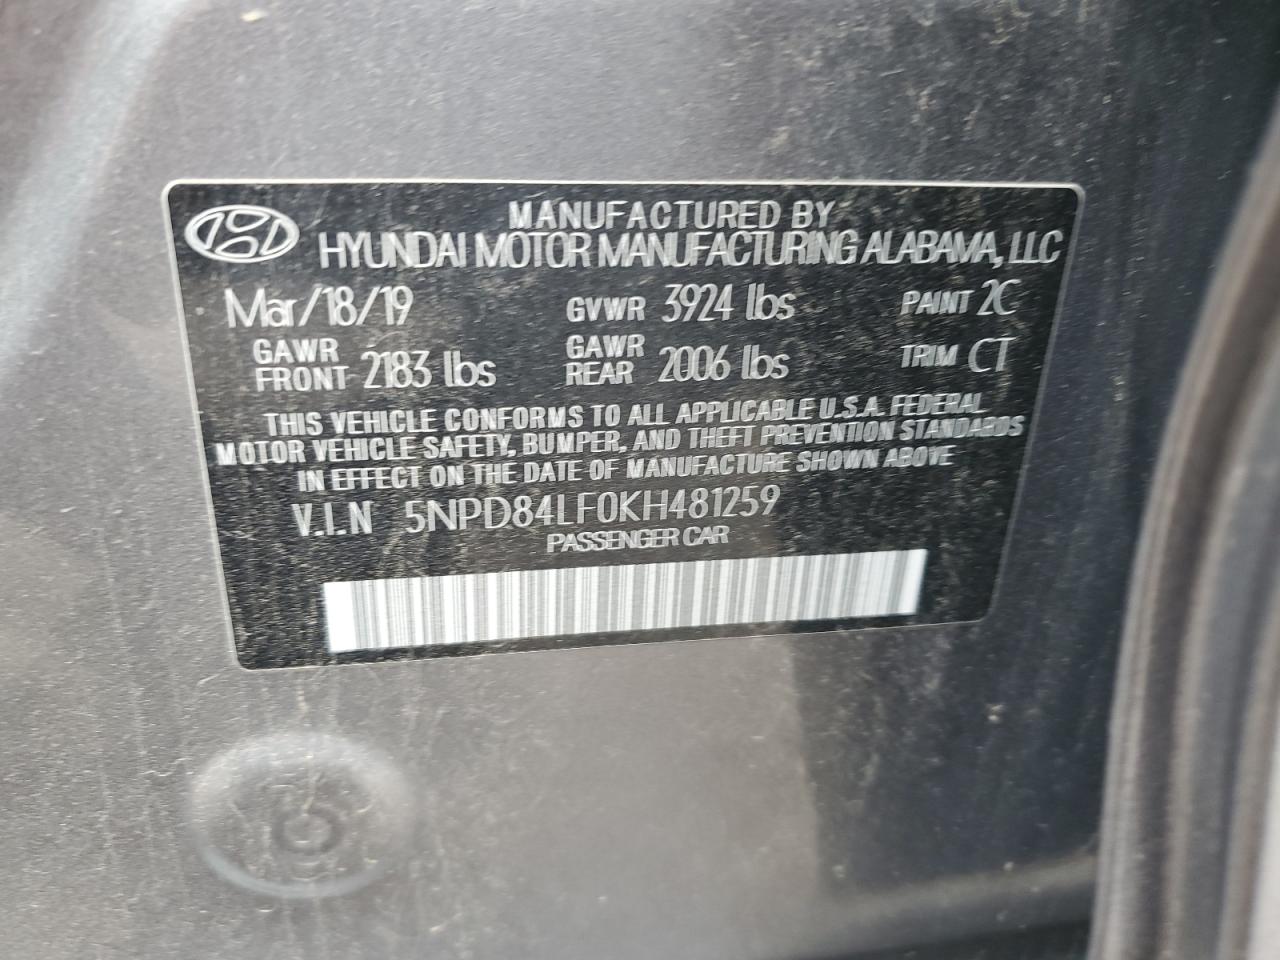 MANUFACTURED BY
HYUNDAI MOTOR MANUFACTURING ALABAMA, LLC
Mar/18/19 GVWR 3924 lbs PAINT 2C
GAWR FRONT 2183 lbs GAWR REAR 2006 lbs TRIM CT
THIS VEHICLE CONFORMS TO ALL APPLICABLE U.S.A. FEDERAL
MOTOR VEHICLE SAFETY, BUMPER, AND THEFT PREVENTION STANDARDS
IN EFFECT ON THE DATE OF MANUFACTURE SHOWN ABOVE
V.I.N 5NPD84LF0KH481259
PASSENGER CAR